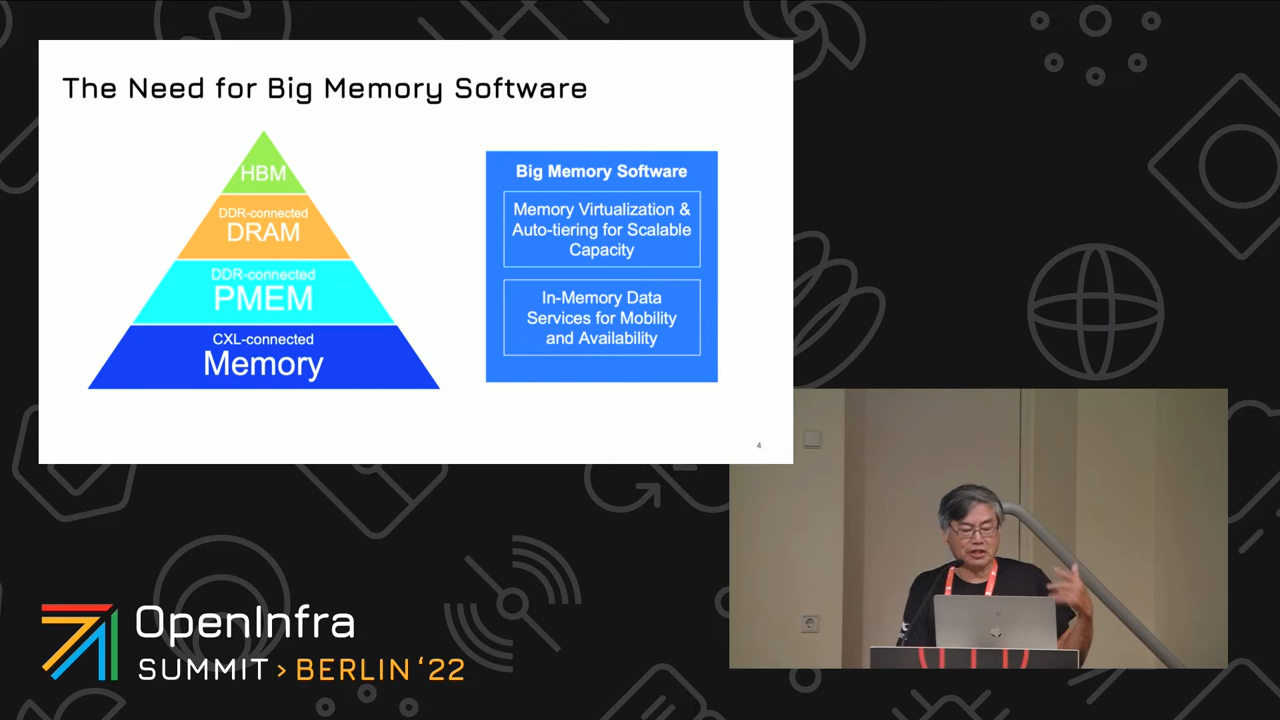 The Need for Big Memory Software
HBM
DDR-connected
DRAM
DDR-connected
PMEM
CXL-connected
Memory
Big Memory Software
Memory Virtualization &
Auto-tiering for Scalable
Capacity
In-Memory Data
Services for Mobility
and Availability
4
OpenInfra
SUMMIT > BERLIN ‘22